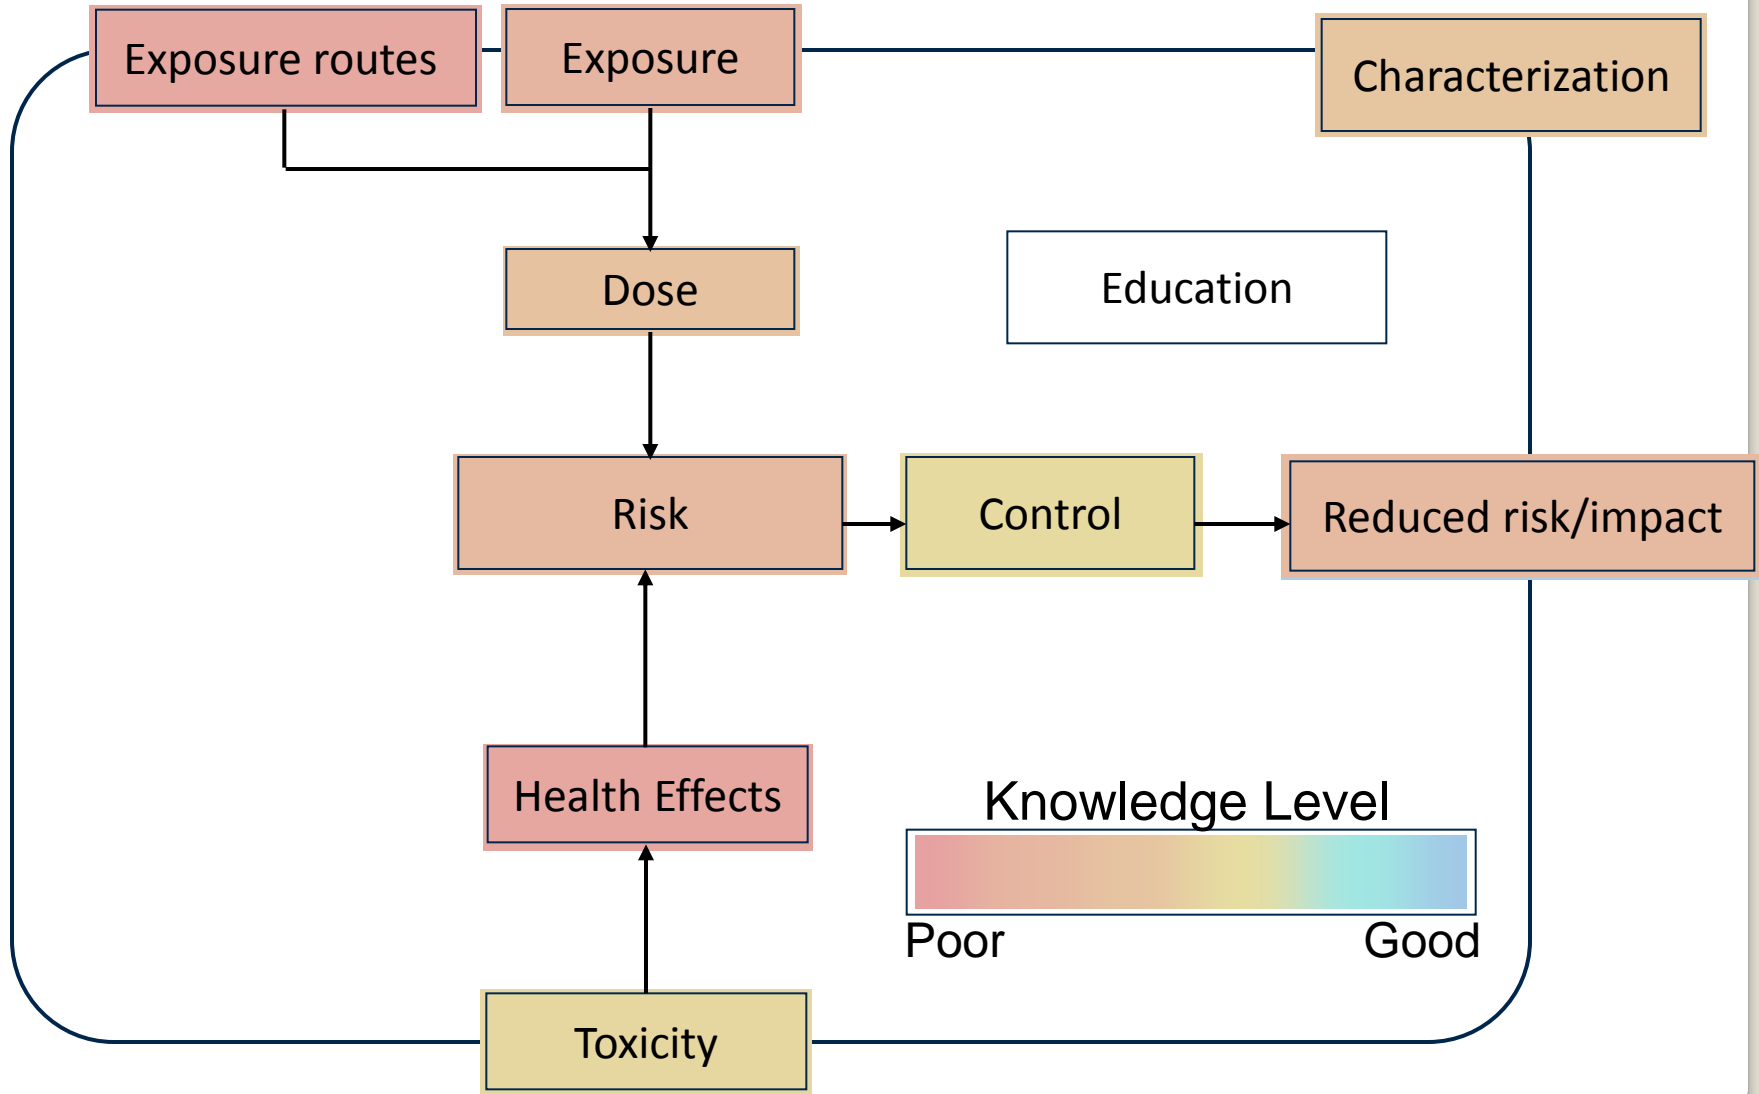 Exposure routes
Exposure
Characterization
Dose
Education
Risk
Control
Reduced risk/impact
Health Effects
Knowledge Level
Poor
Good
Toxicity